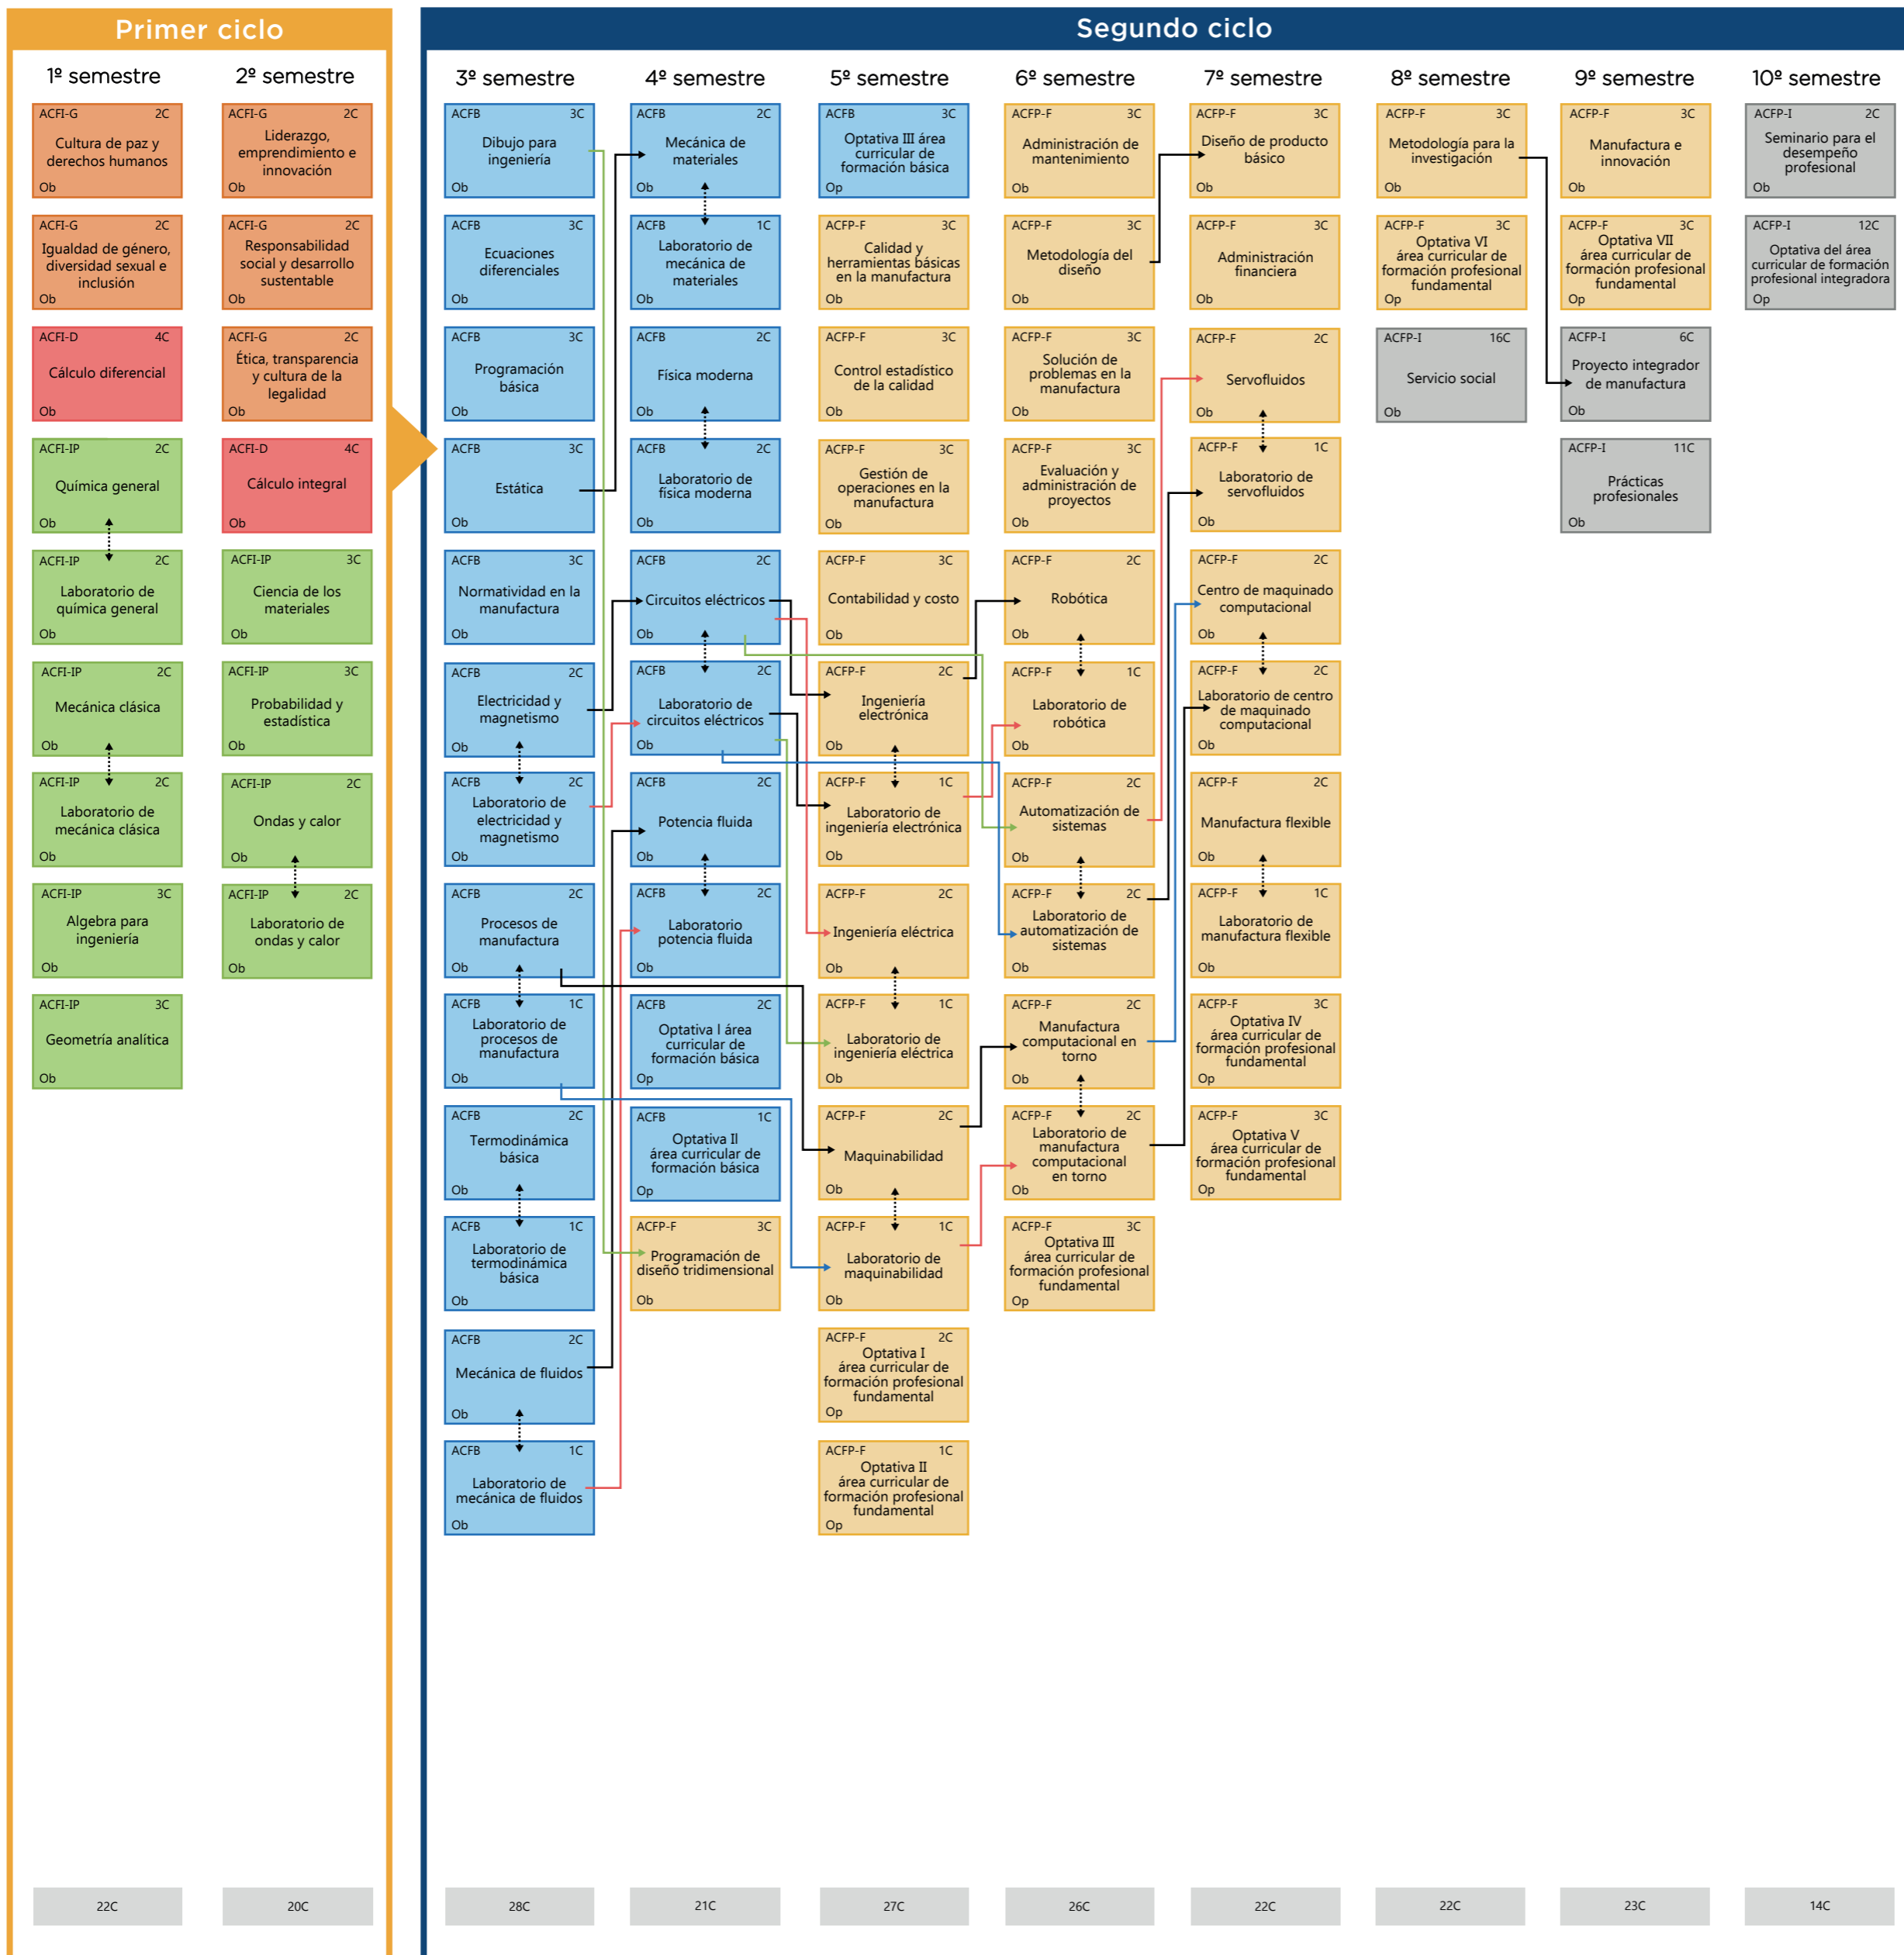 Primer ciclo
1º semestre
ACFI-G 2C
Cultura de paz y
derechos humanos
Ob
ACFI-G 2C
Igualdad de género,
diversidad sexual e
inclusión
Ob
ACFI-D 4C
Cálculo diferencial
Ob
ACFI-IP 2C
Química general
Ob
ACFI-IP 2C
Laboratorio de
química general
Ob
ACFI-IP 2C
Mecánica clásica
Ob
ACFI-IP 2C
Laboratorio de
mecánica clásica
Ob
ACFI-IP 3C
Algebra para
ingeniería
Ob
ACFI-IP 3C
Geometría analítica
Ob
22C
2º semestre
ACFI-G 2C
Liderazgo,
emprendimiento e
innovación
Ob
ACFI-G 2C
Responsabilidad
social y desarrollo
sustentable
Ob
ACFI-G 2C
Ética, transparencia
y cultura de la
legalidad
Ob
ACFI-D 4C
Cálculo integral
Ob
ACFI-IP 3C
Ciencia de los
materiales
Ob
ACFI-IP 3C
Probabilidad y
estadística
Ob
ACFI-IP 2C
Ondas y calor
Ob
ACFI-IP 2C
Laboratorio de
ondas y calor
Ob
20C
Segundo ciclo
3º semestre
ACFB 3C
Dibujo para
ingeniería
Ob
ACFB 3C
Ecuaciones
diferenciales
Ob
ACFB 3C
Programación
básica
Ob
ACFB 3C
Estática
Ob
ACFB 3C
Normatividad en la
manufactura
Ob
ACFB 2C
Electricidad y
magnetismo
Ob
ACFB 2C
Laboratorio de
electricidad y
magnetismo
Ob
ACFB 2C
Procesos de
manufactura
Ob
ACFB 1C
Laboratorio de
procesos de
manufactura
Ob
ACFB 2C
Termodinámica
básica
Ob
ACFB 1C
Laboratorio de
termodinámica
básica
Ob
ACFB 2C
Mecánica de fluidos
Ob
ACFB 1C
Laboratorio de
mecánica de fluidos
Ob
28C
4º semestre
ACFB 2C
Mecánica de
materiales
Ob
ACFB 1C
Laboratorio de
mecánica de
materiales
Ob
ACFB 2C
Física moderna
Ob
ACFB 2C
Laboratorio de
física moderna
Ob
ACFB 2C
Circuitos eléctricos
Ob
ACFB 2C
Laboratorio de
circuitos eléctricos
Ob
ACFB 2C
Potencia fluida
Ob
ACFB 2C
Laboratorio
potencia fluida
Ob
ACFB 2C
Optativa I área
curricular de
formación básica
Op
ACFB 1C
Optativa II
área curricular de
formación básica
Op
ACFP-F 3C
Programación de
diseño tridimensional
Ob
21C
5º semestre
ACFB 3C
Optativa III área
curricular de
formación básica
Op
ACFP-F 3C
Calidad y
herramientas básicas
en la manufactura
Ob
ACFP-F 3C
Control estadístico
de la calidad
Ob
ACFP-F 3C
Gestión de
operaciones en la
manufactura
Ob
ACFP-F 3C
Contabilidad y costo
Ob
ACFP-F 2C
Ingeniería
electrónica
Ob
ACFP-F 1C
Laboratorio de
ingeniería electrónica
Ob
ACFP-F 2C
Ingeniería eléctrica
Ob
ACFP-F 1C
Laboratorio de
ingeniería eléctrica
Ob
ACFP-F 2C
Maquinabilidad
Ob
ACFP-F 1C
Laboratorio de
maquinabilidad
Ob
ACFP-F 2C
Optativa I
área curricular de
formación profesional
fundamental
Op
ACFP-F 1C
Optativa II
área curricular de
formación profesional
fundamental
Op
27C
6º semestre
ACFP-F 3C
Administración de
mantenimiento
Ob
ACFP-F 3C
Metodología del
diseño
Ob
ACFP-F 3C
Solución de
problemas en la
manufactura
Ob
ACFP-F 3C
Evaluación y
administración de
proyectos
Ob
ACFP-F 2C
Robótica
Ob
ACFP-F 1C
Laboratorio de
robótica
Ob
ACFP-F 2C
Automatización de
sistemas
Ob
ACFP-F 2C
Laboratorio de
automatización de
sistemas
Ob
ACFP-F 2C
Manufactura
computacional en
torno
Ob
ACFP-F 2C
Laboratorio de
manufactura
computacional
en torno
Ob
ACFP-F 3C
Optativa III
área curricular de
formación profesional
fundamental
Op
26C
7º semestre
ACFP-F 3C
Diseño de producto
básico
Ob
ACFP-F 3C
Administración
financiera
Ob
ACFP-F 2C
Servofluidos
Ob
ACFP-F 1C
Laboratorio de
servofluidos
Ob
ACFP-F 2C
Centro de maquinado
computacional
Ob
ACFP-F 2C
Laboratorio de centro
de maquinado
computacional
Ob
ACFP-F 2C
Manufactura flexible
Ob
ACFP-F 1C
Laboratorio de
manufactura flexible
Ob
ACFP-F 3C
Optativa IV
área curricular de
formación profesional
fundamental
Op
ACFP-F 3C
Optativa V
área curricular de
formación profesional
fundamental
Op
22C
8º semestre
ACFP-F 3C
Metodología para la
investigación
Ob
ACFP-F 3C
Optativa VI
área curricular de
formación profesional
fundamental
Op
ACFP-I 16C
Servicio social
Ob
22C
9º semestre
ACFP-F 3C
Manufactura e
innovación
Ob
ACFP-F 3C
Optativa VII
área curricular de
formación profesional
fundamental
Op
ACFP-I 6C
Proyecto integrador
de manufactura
Ob
ACFP-I 11C
Prácticas
profesionales
Ob
23C
10º semestre
ACFP-I 2C
Seminario para el
desempeño
profesional
Ob
ACFP-I 12C
Optativa del área
curricular de formación
profesional integradora
Op
14C